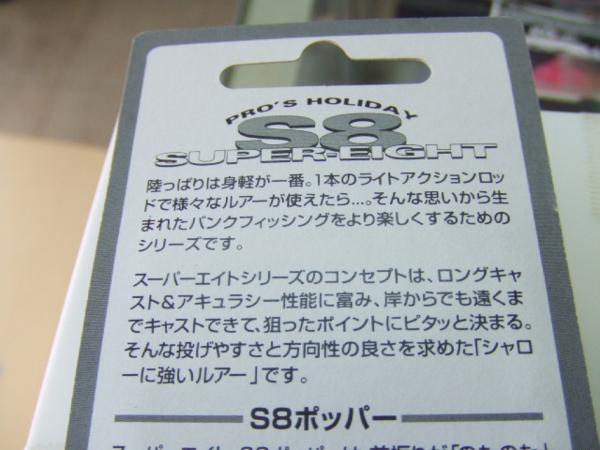 PRO'S HOLIDAY
S8
SUPER-EIGHT
陸っぱりは身軽が一番。1本のライトアクションロッ
ドで様々なルアーが使えたら…。そんな思いから生
まれたバンクフィッシングをより楽しくするための
シリーズです。
スーパーエイトシリーズのコンセプトは、ロングキャ
スト&アキュラシー性能に富み、岸からでも遠くま
でキャストできて、狙ったポイントにピタッと決まる。
そんな投げやすさと方向性の良さを求めた「シャロ
ーに強いルアー」です。
S8ポッパー